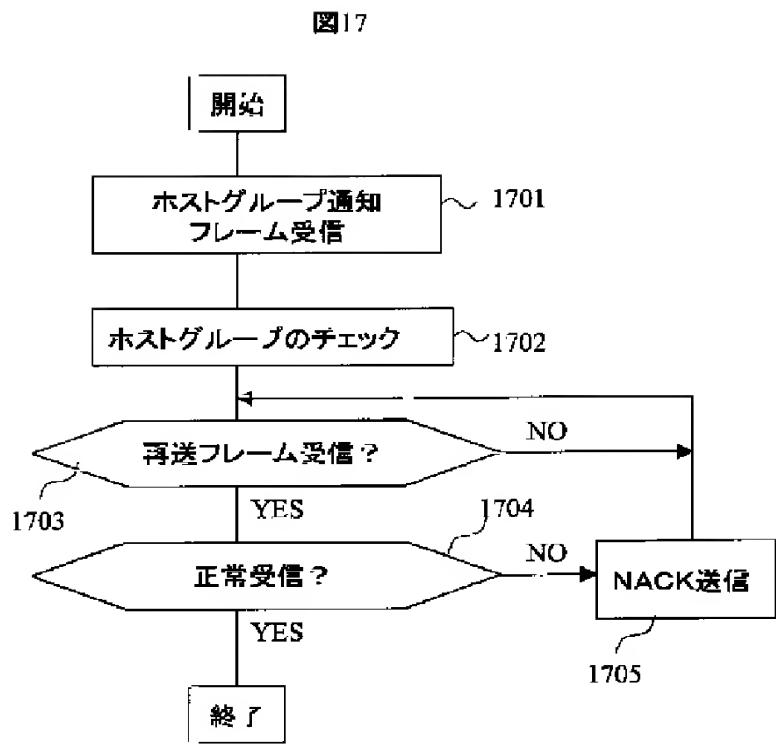 図17
開始
ホストグループ通知
フレーム受信
1701
ホストグループのチェック
1702
再送フレーム受信?
NO
1703
YES
1704
正常受信?
NO
NACK送信
YES
1705
終了